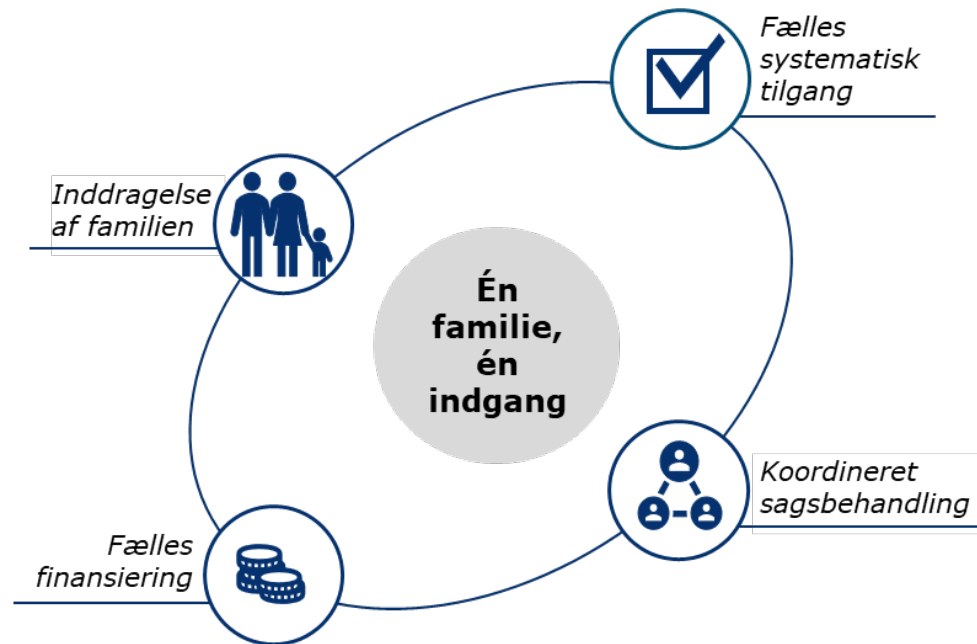 Fælles
systematisk
tilgang
Inddragelse
af familien
Én
familie,
én
indgang
Koordineret
sagsbehandling
Fælles
finansiering